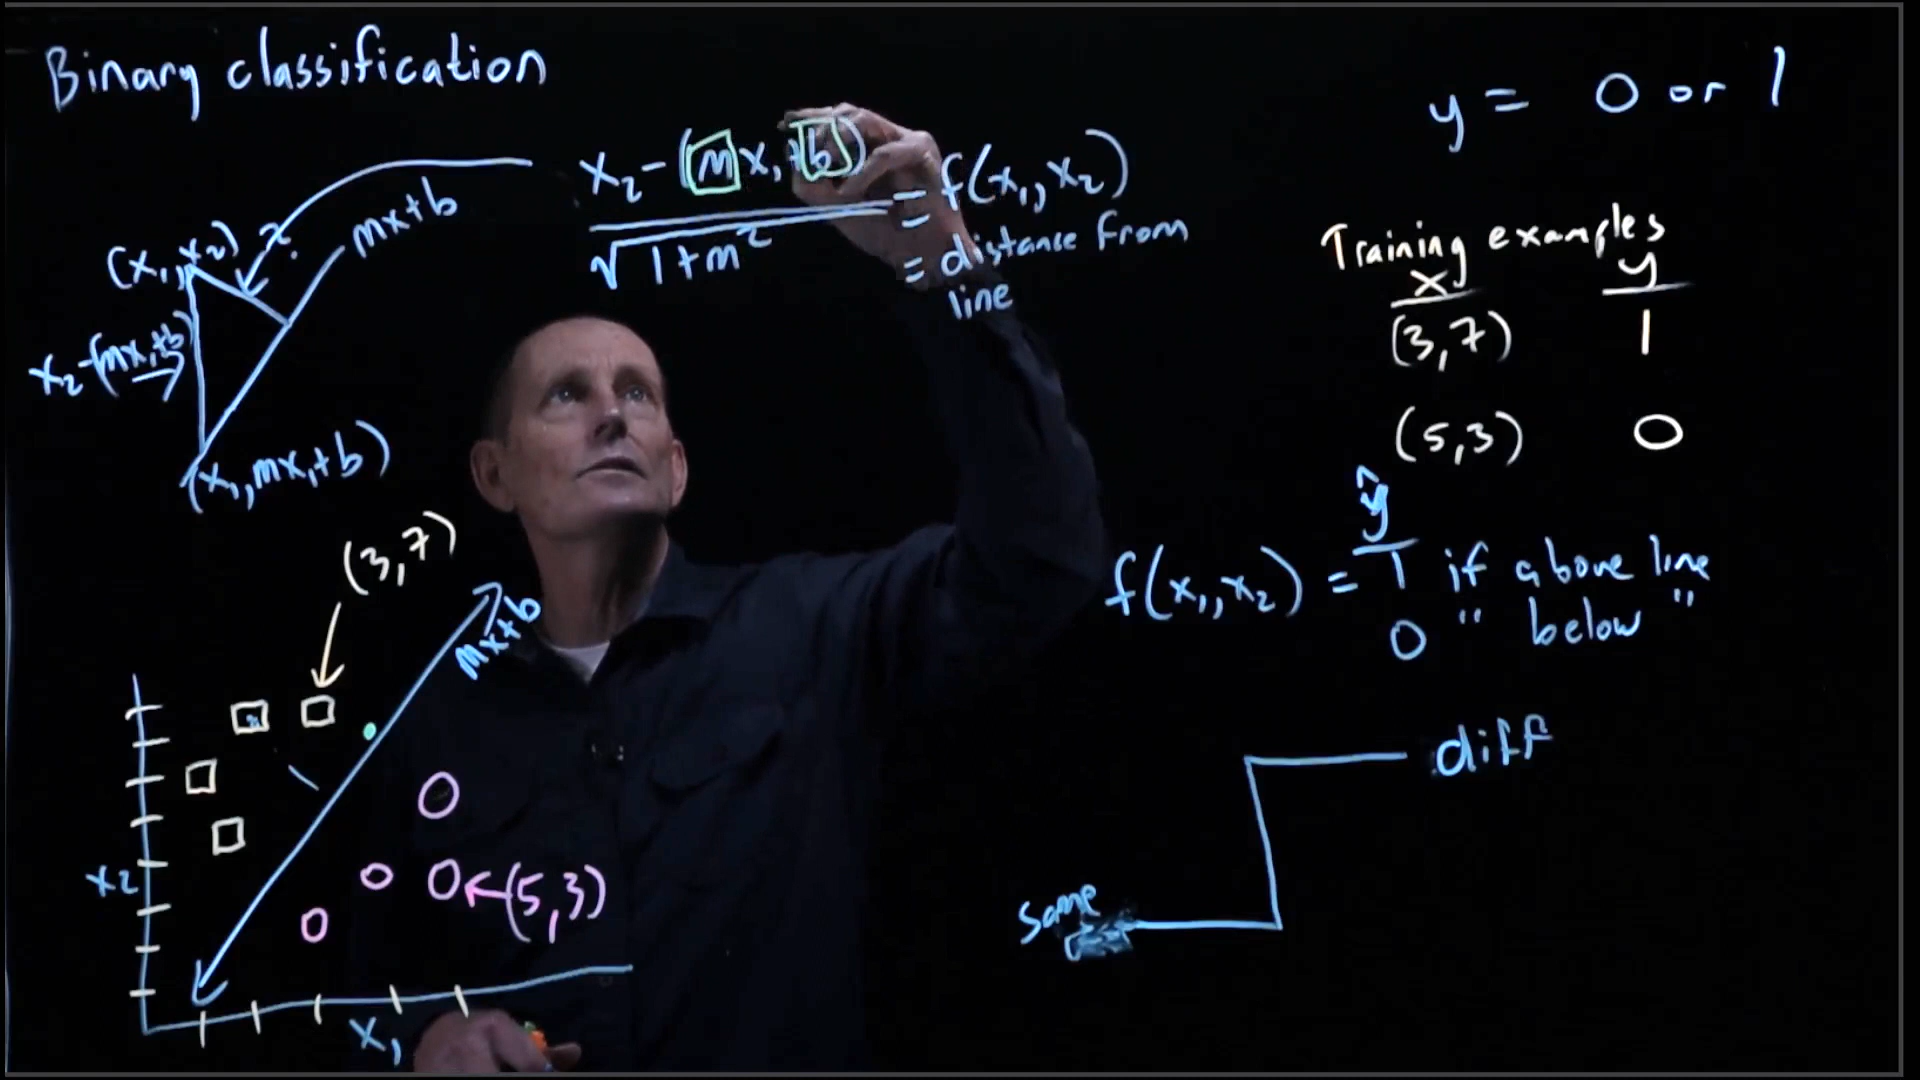 Binary classification
y = 0 or 1
x₂ - (mx₁+b)
√1+m²
= f(x₁,x₂)
= distance from
line
(x₁,x₂) ?
mx+b
x₂-(mx₁+b)
(x₁,mx₁+b)
Training examples
x y
(3,7) 1
(5,3) 0
ŷ
f(x₁,x₂) = 1 if above line
0 " below "
(3,7)
mx+b
(5,3)
x₂
x₁
diff
same